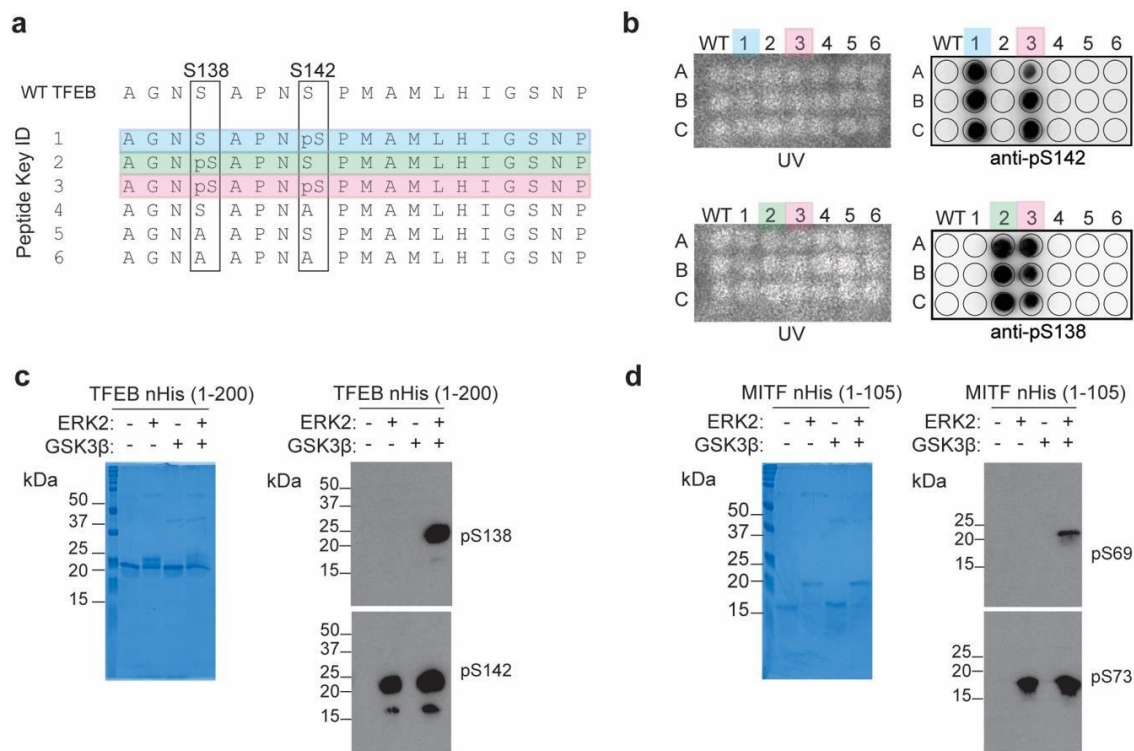 a
S138 S142
WT TFEB A G N S A P N S P M A M L H I G S N P
Peptide Key ID
1 A G N S A P N pS P M A M L H I G S N P
2 A G N pS A P N S P M A M L H I G S N P
3 A G N pS A P N pS P M A M L H I G S N P
4 A G N S A P N A P M A M L H I G S N P
5 A G N A A P N S P M A M L H I G S N P
6 A G N A A P N A P M A M L H I G S N P
b
WT 1 2 3 4 5 6
A
B
C
UV
WT 1 2 3 4 5 6
A
B
C
anti-pS142
WT 1 2 3 4 5 6
A
B
C
UV
WT 1 2 3 4 5 6
A
B
C
anti-pS138
c
TFEB nHis (1-200)
ERK2: - + - +
GSK3β: - - + +
kDa
50
37
25
20
15
TFEB nHis (1-200)
ERK2: - + - +
GSK3β: - - + +
kDa
50
37
25
20
15
pS138
50
37
25
20
15
pS142
d
MITF nHis (1-105)
ERK2: - + - +
GSK3β: - - + +
kDa
50
37
25
20
15
MITF nHis (1-105)
ERK2: - + - +
GSK3β: - - + +
kDa
25
20
15
pS69
25
20
15
pS73